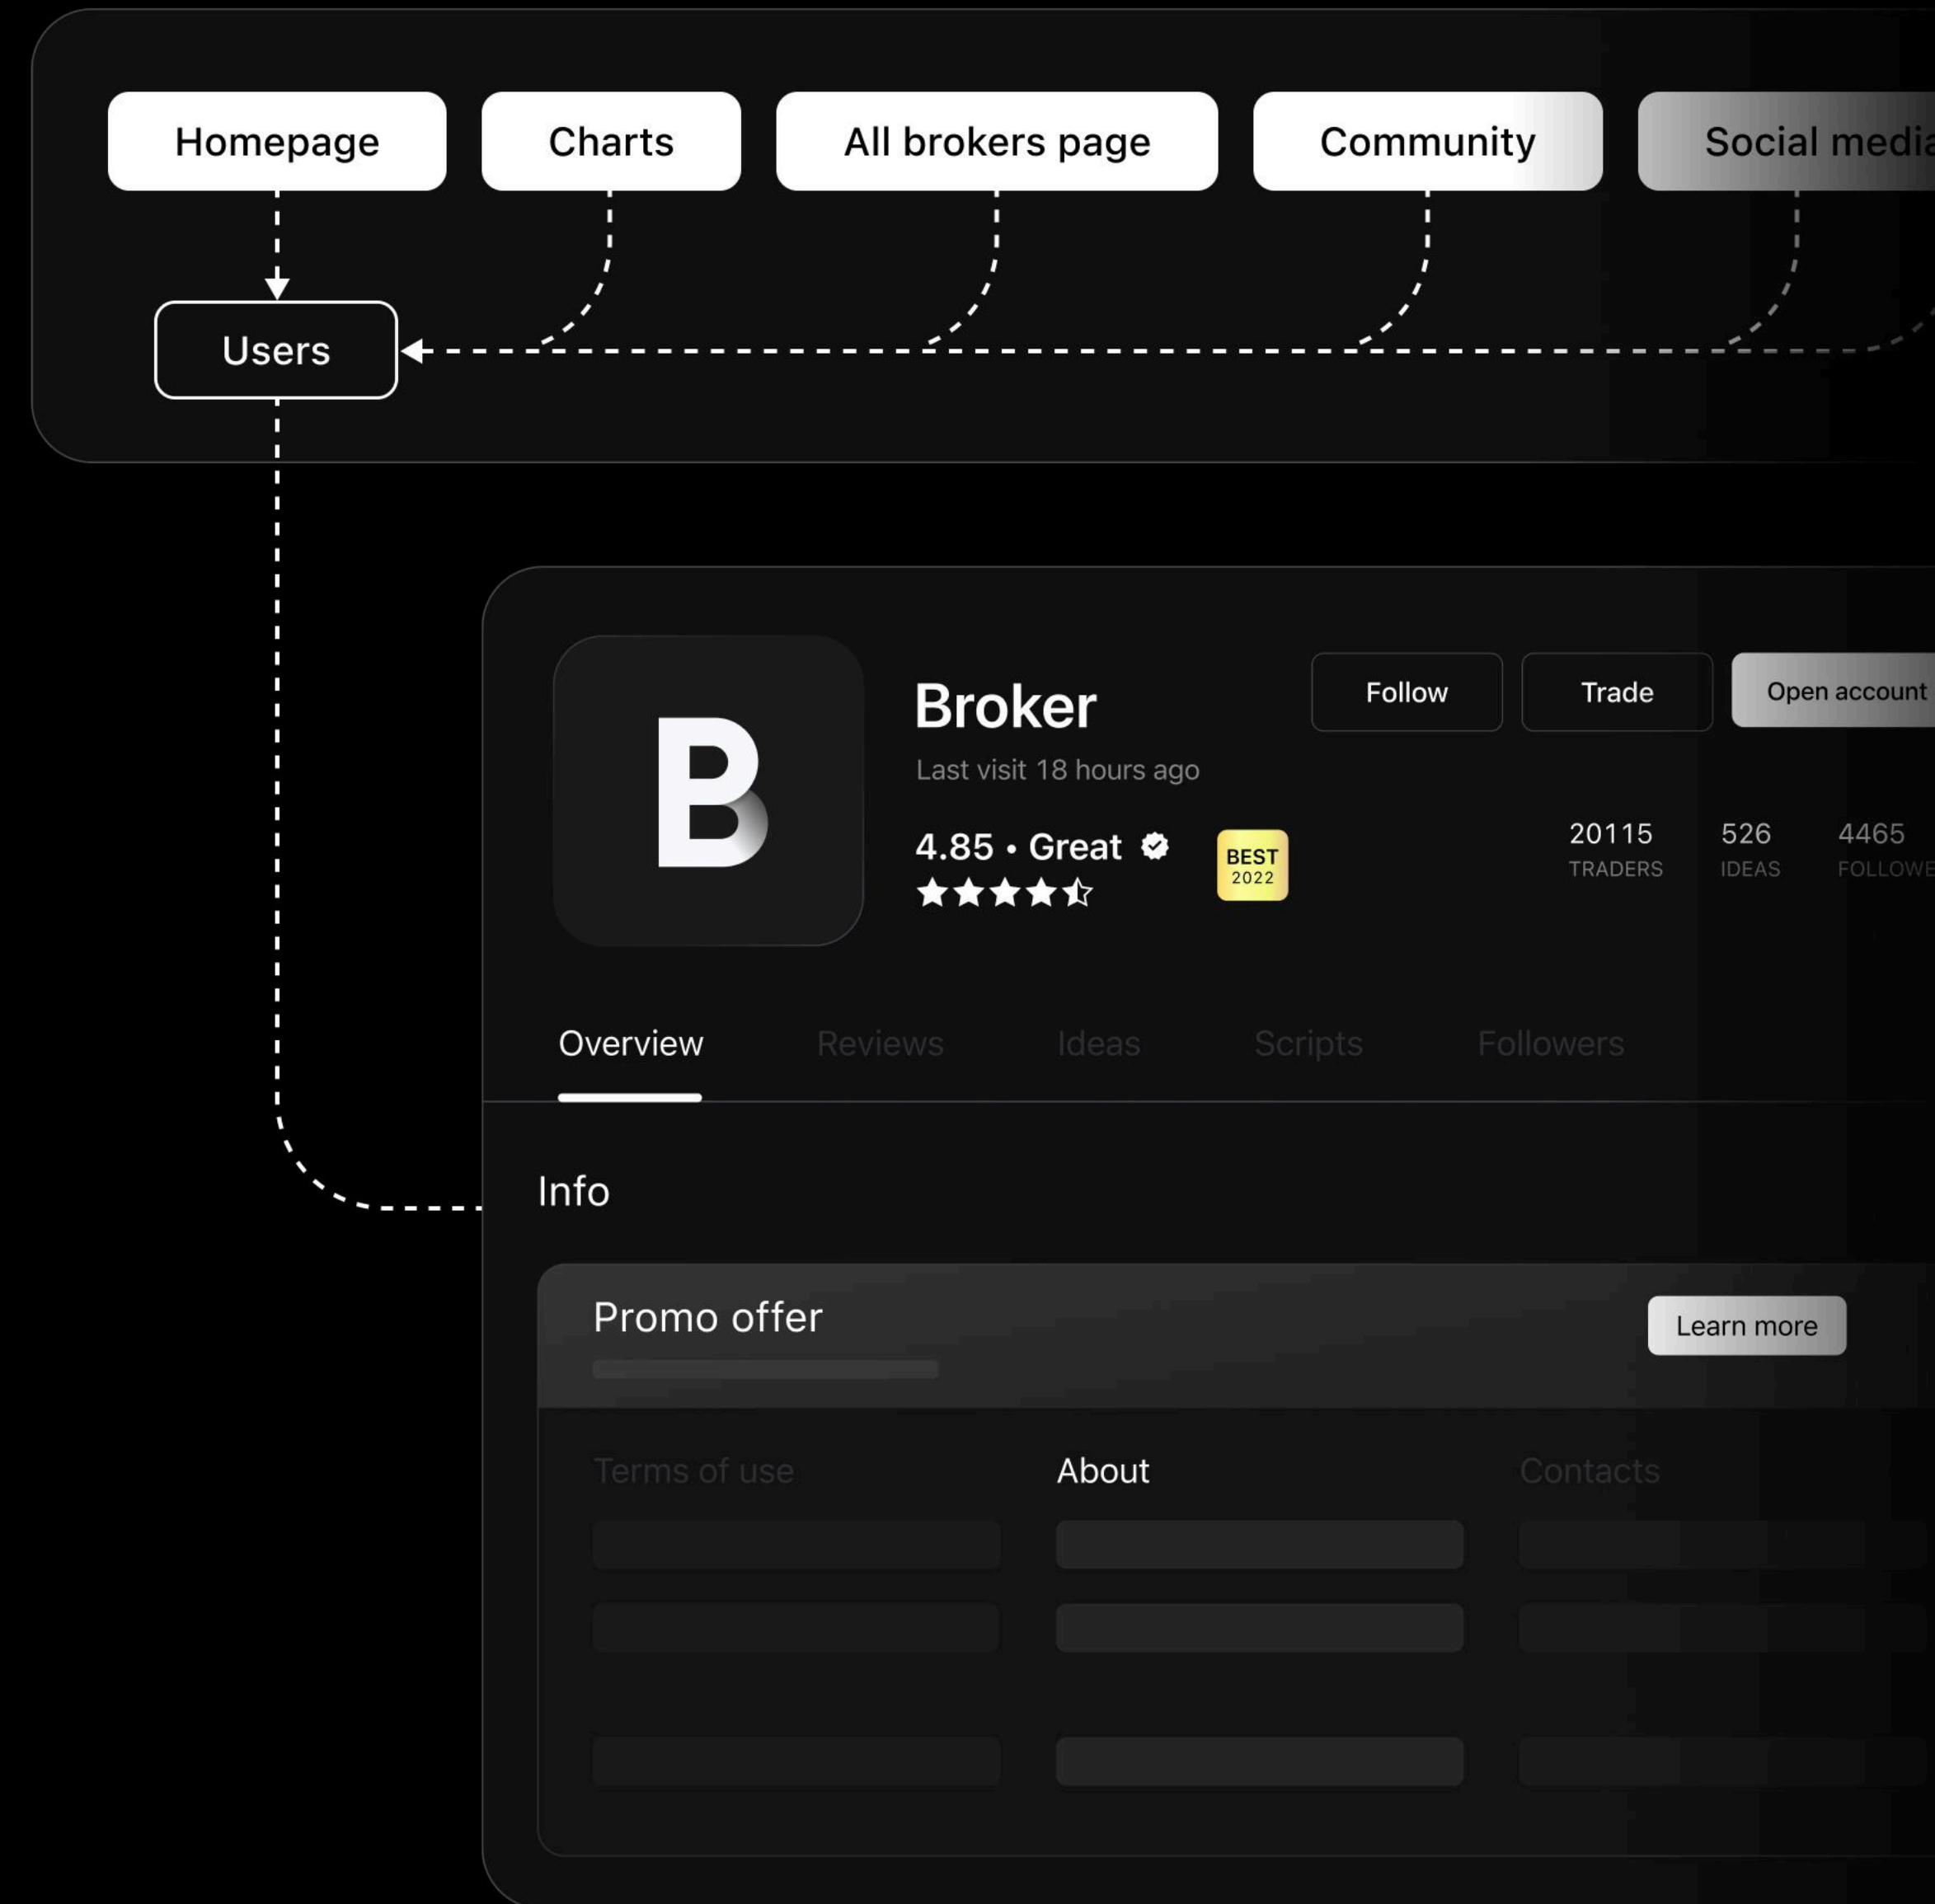 Homepage
Charts
All brokers page
Community
Social media
Users
B
Broker
Last visit 18 hours ago
4.85 • Great
BEST
2022
Follow
Trade
Open account
20115
TRADERS
526
IDEAS
4465
FOLLOWE
Overview
Reviews
Ideas
Scripts
Followers
Info
Promo offer
Learn more
Terms of use
About
Contacts